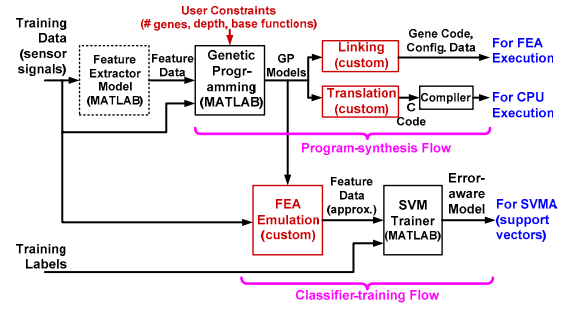 User Constraints
(# genes, depth, base functions)
Training
Data
(sensor
signals)
Feature
Extractor
Model
(MATLAB)
Feature
Data
Genetic
Progr-
amming
(MATLAB)
GP
Models
Linking
(custom)
Gene Code,
Config. Data
For FEA
Execution
Translation
(custom)
C
Code
Compiler
For CPU
Execution
Program-synthesis Flow
FEA
Emulation
(custom)
Feature
Data
(approx.)
SVM
Trainer
(MATLAB)
Error-
aware
Model
For SVMA
(support
vectors)
Training
Labels
Classifier-training Flow